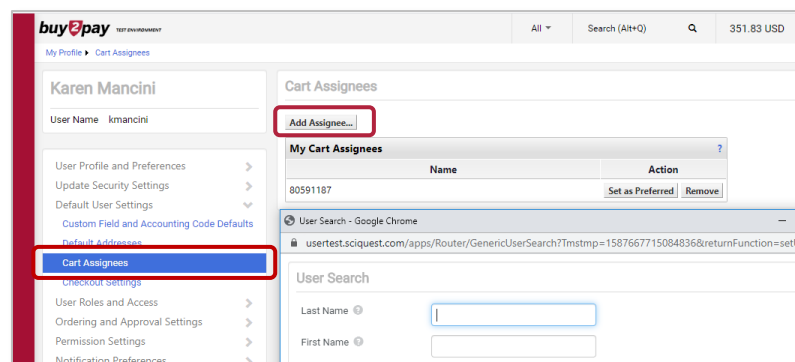 buy2pay TEST ENVIRONMENT
All Search (Alt+Q) 351.83 USD
My Profile Cart Assignees
Karen Mancini
User Name kmancini
User Profile and Preferences
Update Security Settings
Default User Settings
Custom Field and Accounting Code Defaults
Default Addresses
Cart Assignees
Checkout Settings
User Roles and Access
Ordering and Approval Settings
Permission Settings
Notification Preferences
Cart Assignees
Add Assignee...
My Cart Assignees ?
Name Action
80591187 Set as Preferred Remove
User Search - Google Chrome
usertest.sciquest.com/apps/Router/GenericUserSearch?Tmstmp=1587667715084836&returnFunction=setU
User Search
Last Name ?
First Name ?